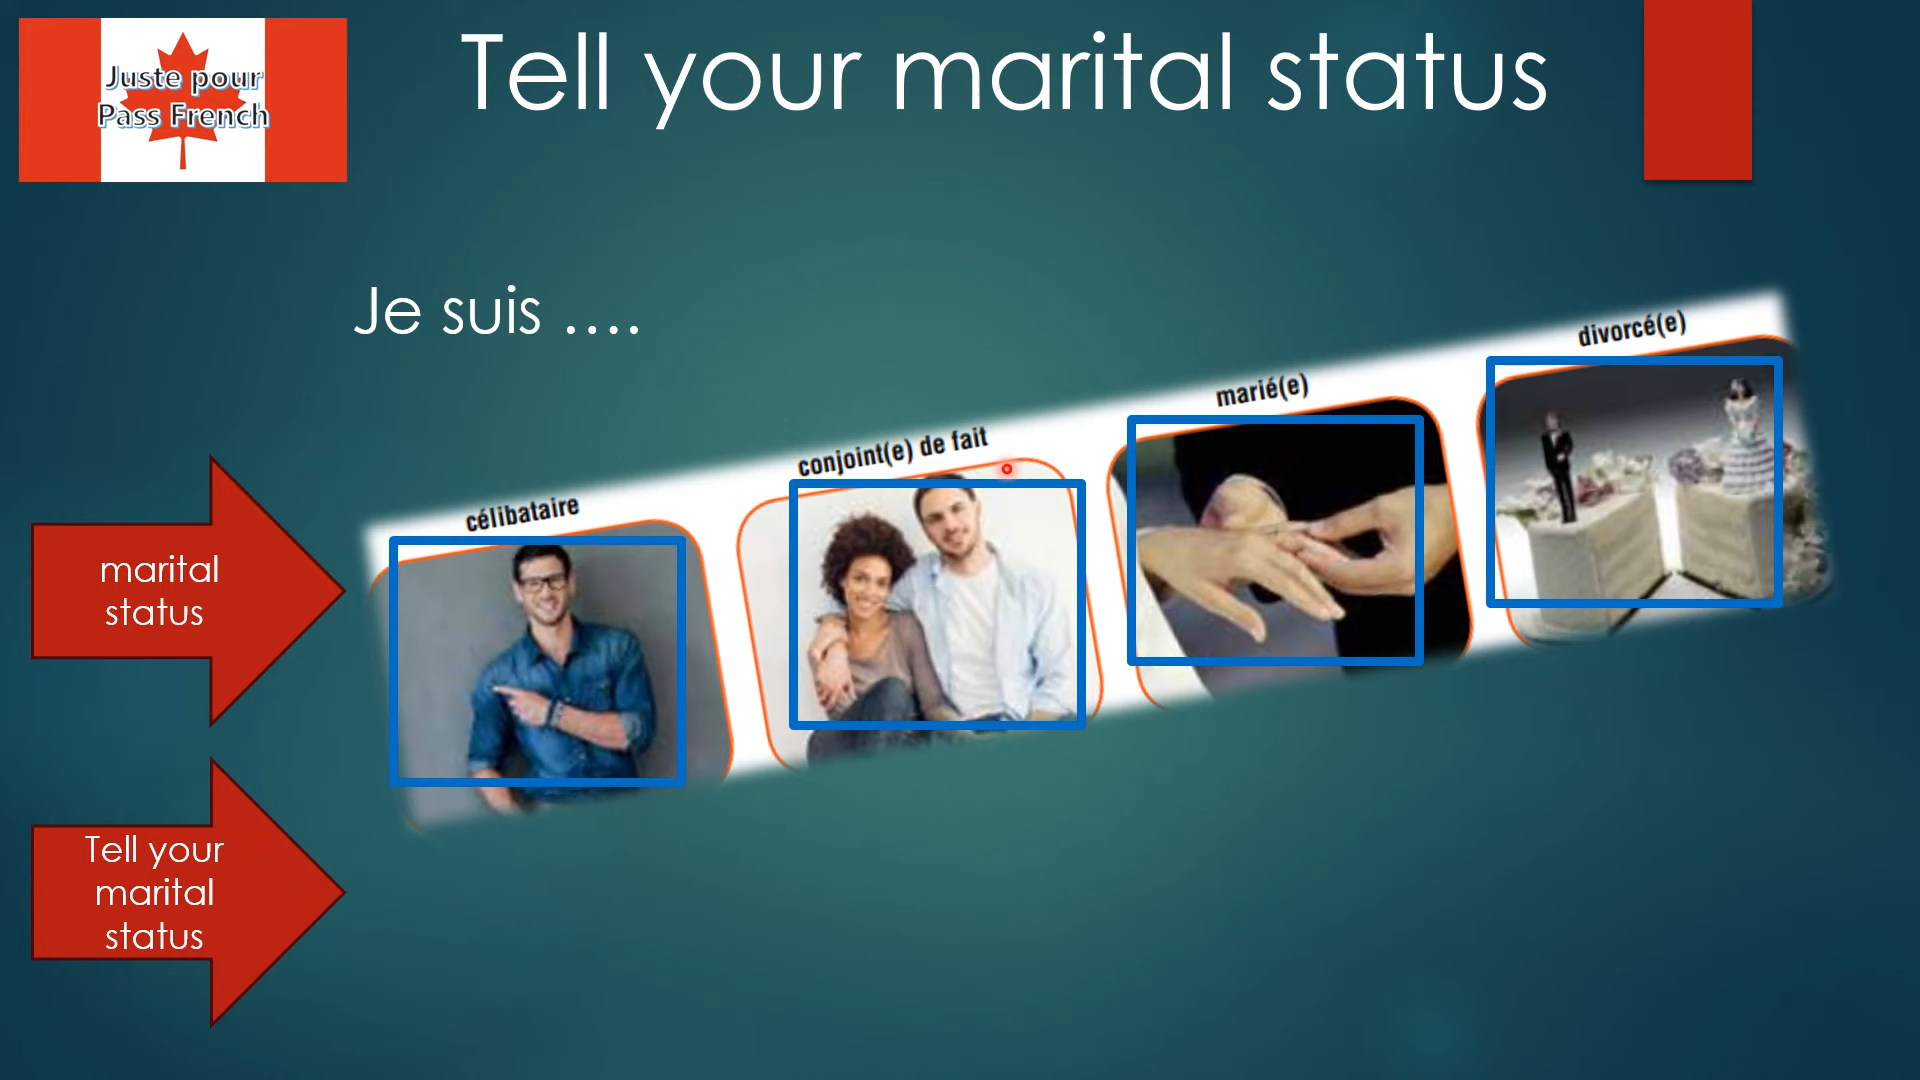 Juste pour
Pass French
Tell your marital status
Je suis ....
célibataire
conjoint(e) de fait
marié(e)
divorcé(e)
marital
status
Tell your
marital
status